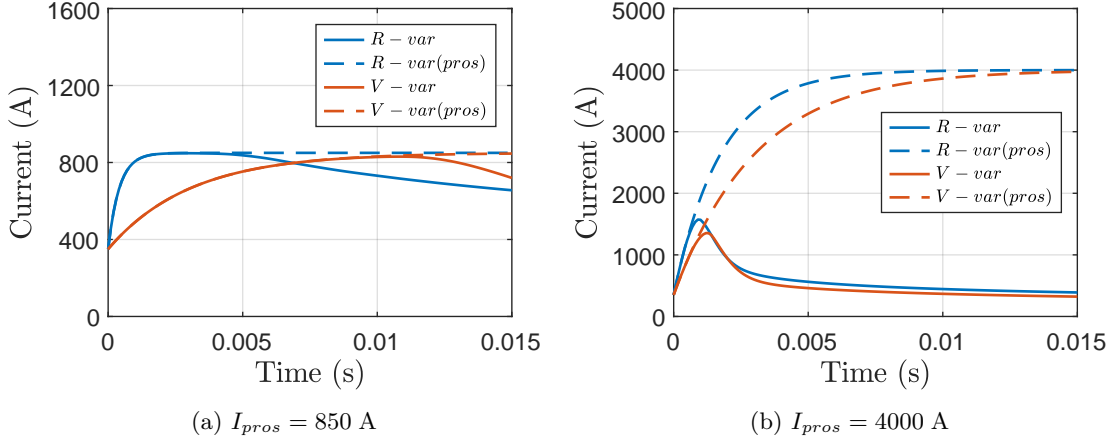 1600
1200
800
400
0
Current (A)
R − var
R − var(pros)
V − var
V − var(pros)
0 0.005 0.01 0.015
Time (s)
(a) I_pros = 850 A
5000
4000
3000
2000
1000
0
Current (A)
R − var
R − var(pros)
V − var
V − var(pros)
0 0.005 0.01 0.015
Time (s)
(b) I_pros = 4000 A